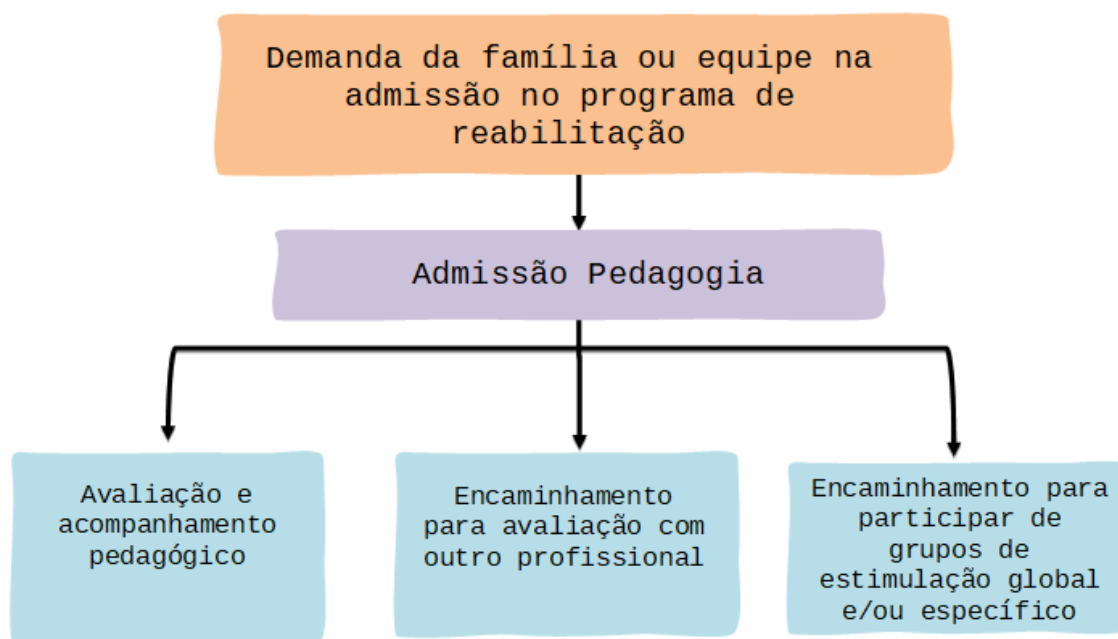 Demanda da família ou equipe na
admissão no programa de
reabilitação
Admissão Pedagogia
Avaliação e
acompanhamento
pedagógico
Encaminhamento
para avaliação com
outro profissional
Encaminhamento para
participar de
grupos de
estimulação global
e/ou específico